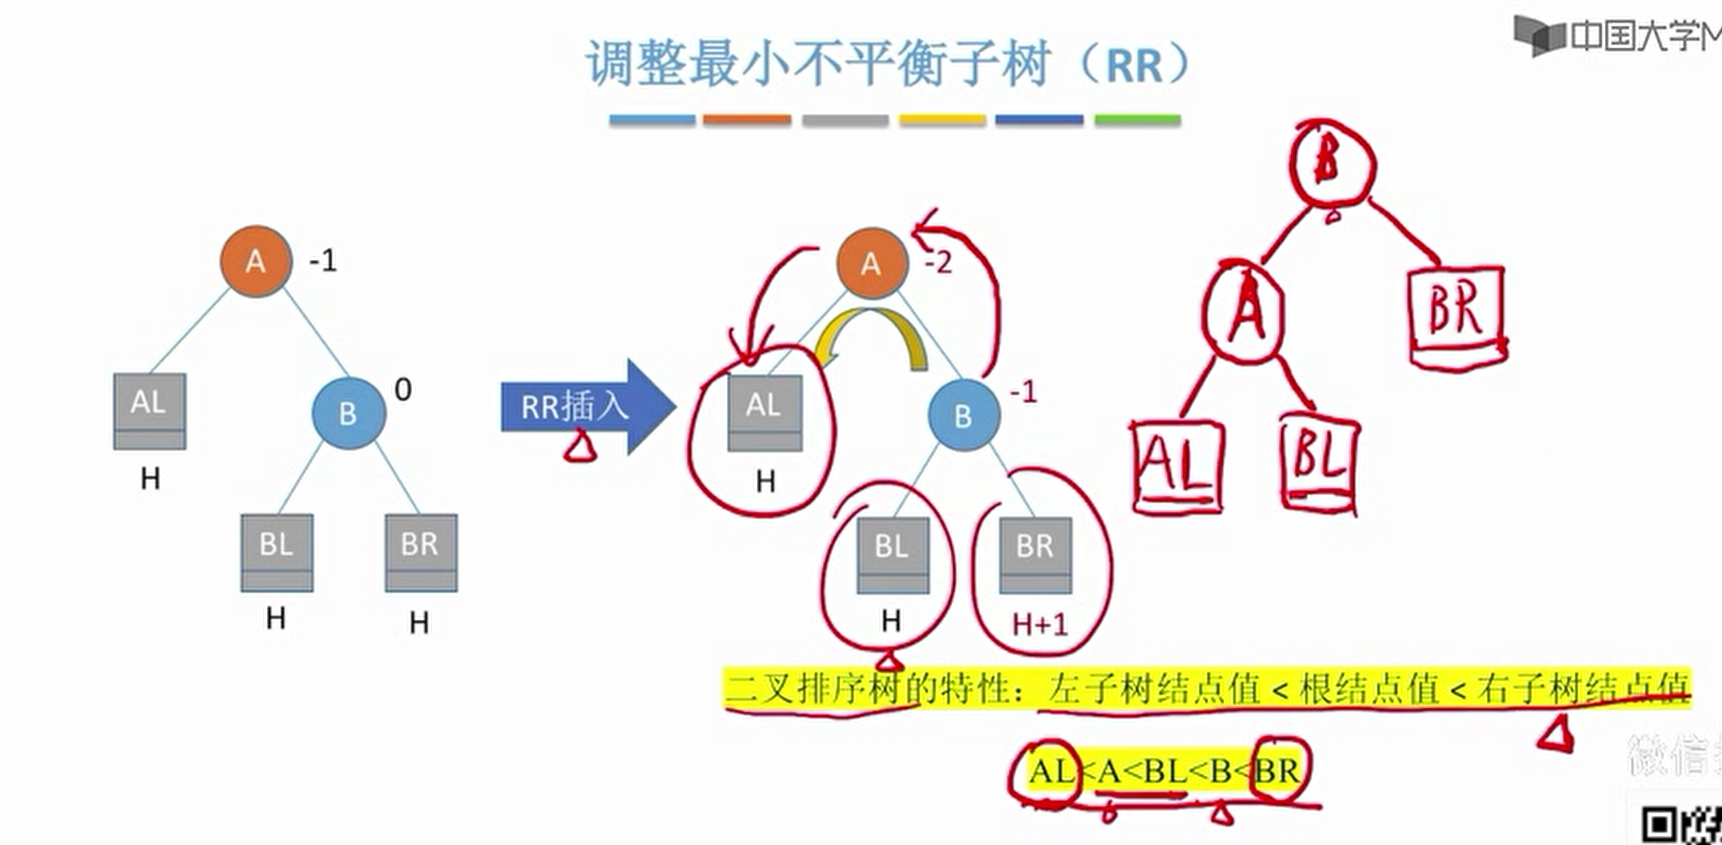 中国大学M
调整最小不平衡子树（RR）
A
-1
AL
H
B
0
BL
H
BR
H
RR插入
A
-2
AL
H
B
-1
BL
H
BR
H+1
B
A
BR
AL
BL
二叉排序树的特性：左子树结点值 < 根结点值 < 右子树结点值
AL<A<BL<B<BR
微信